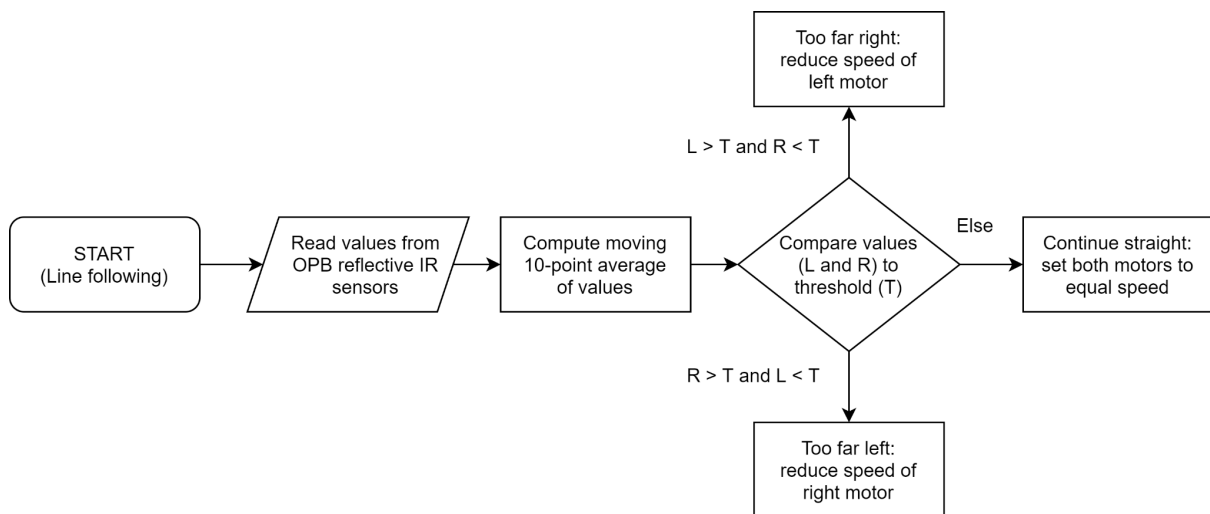 START
(Line following)
Read values from
OPB reflective IR
sensors
Compute moving
10-point average
of values
Compare values
(L and R) to
threshold (T)
L > T and R < T
Too far right:
reduce speed of
left motor
Else
Continue straight:
set both motors to
equal speed
R > T and L < T
Too far left:
reduce speed of
right motor